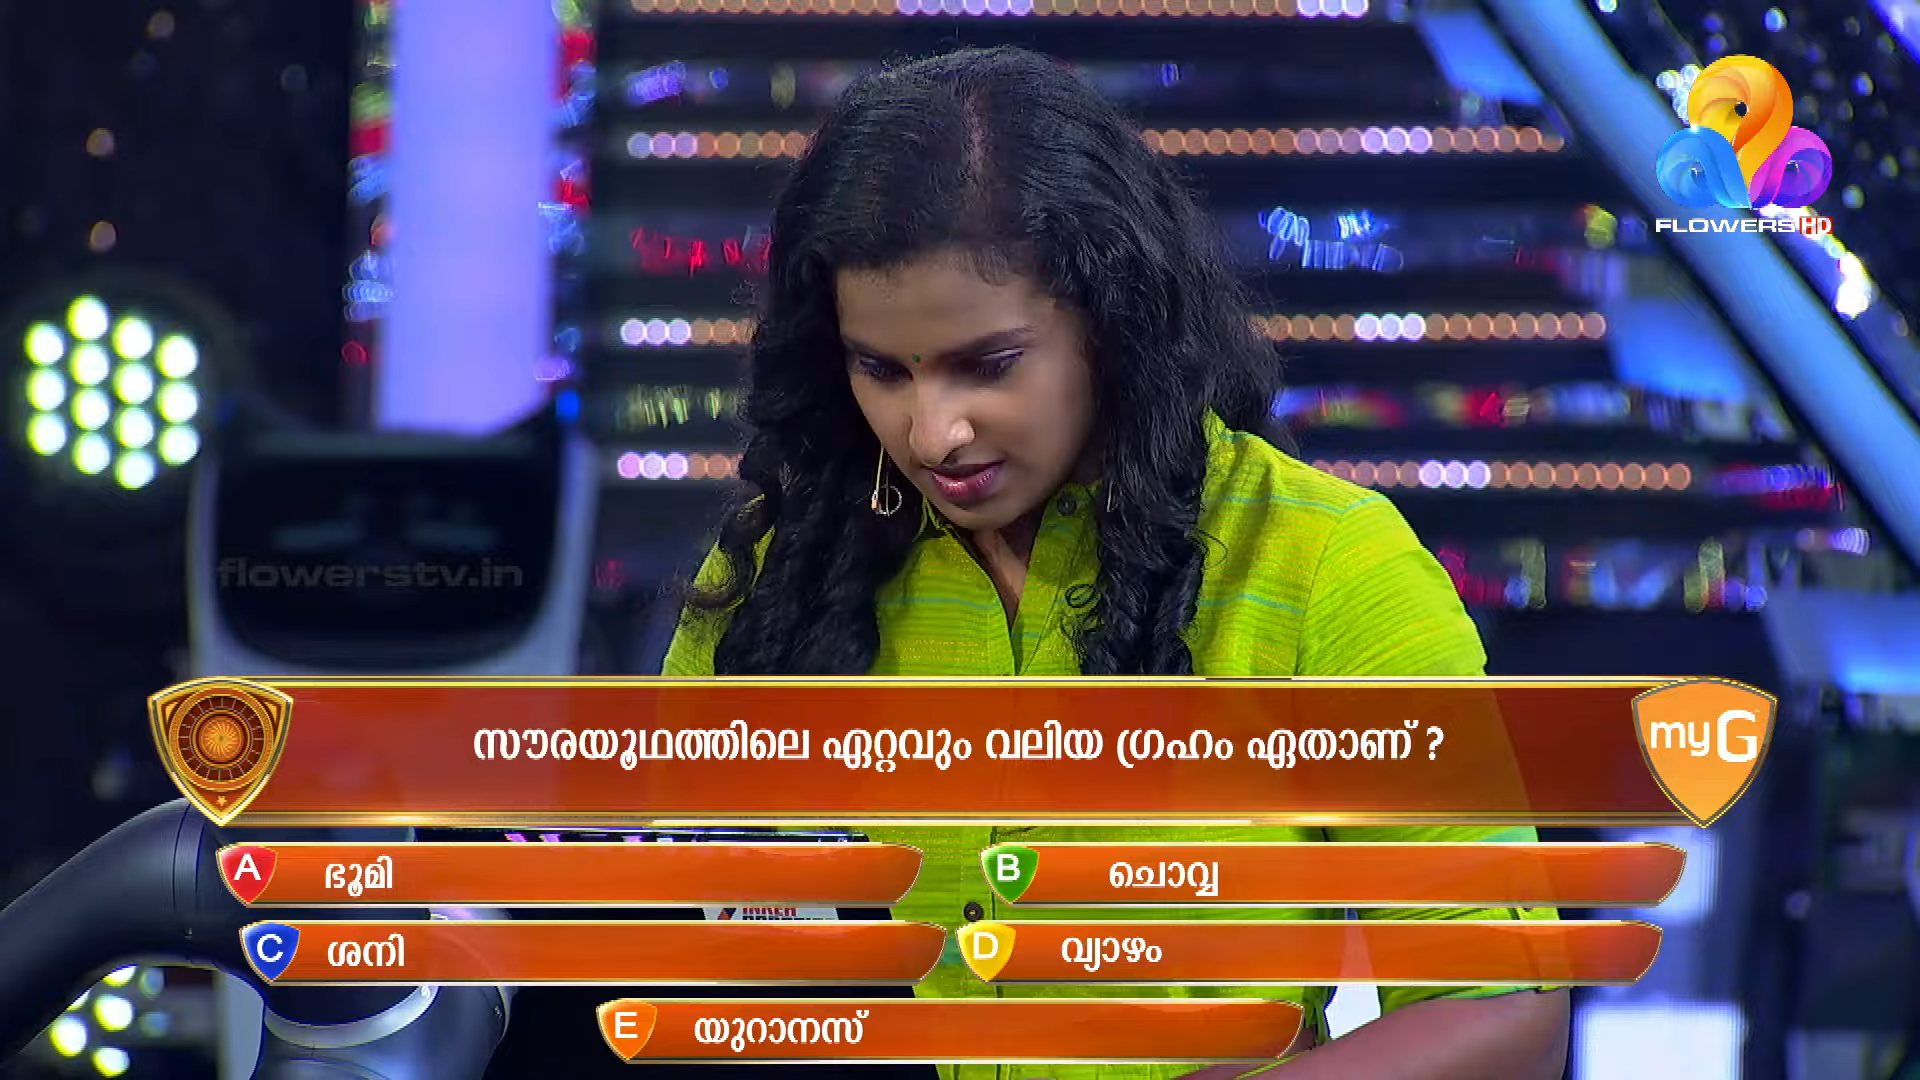 FLOWERS HD
flowerstv.in
സൗരയൂഥത്തിലെ ഏറ്റവും വലിയ ഗ്രഹം ഏതാണ് ?
myG
A ഭൂമി
B ചൊവ്വ
C ശനി
D വ്യാഴം
E യുറാനസ്